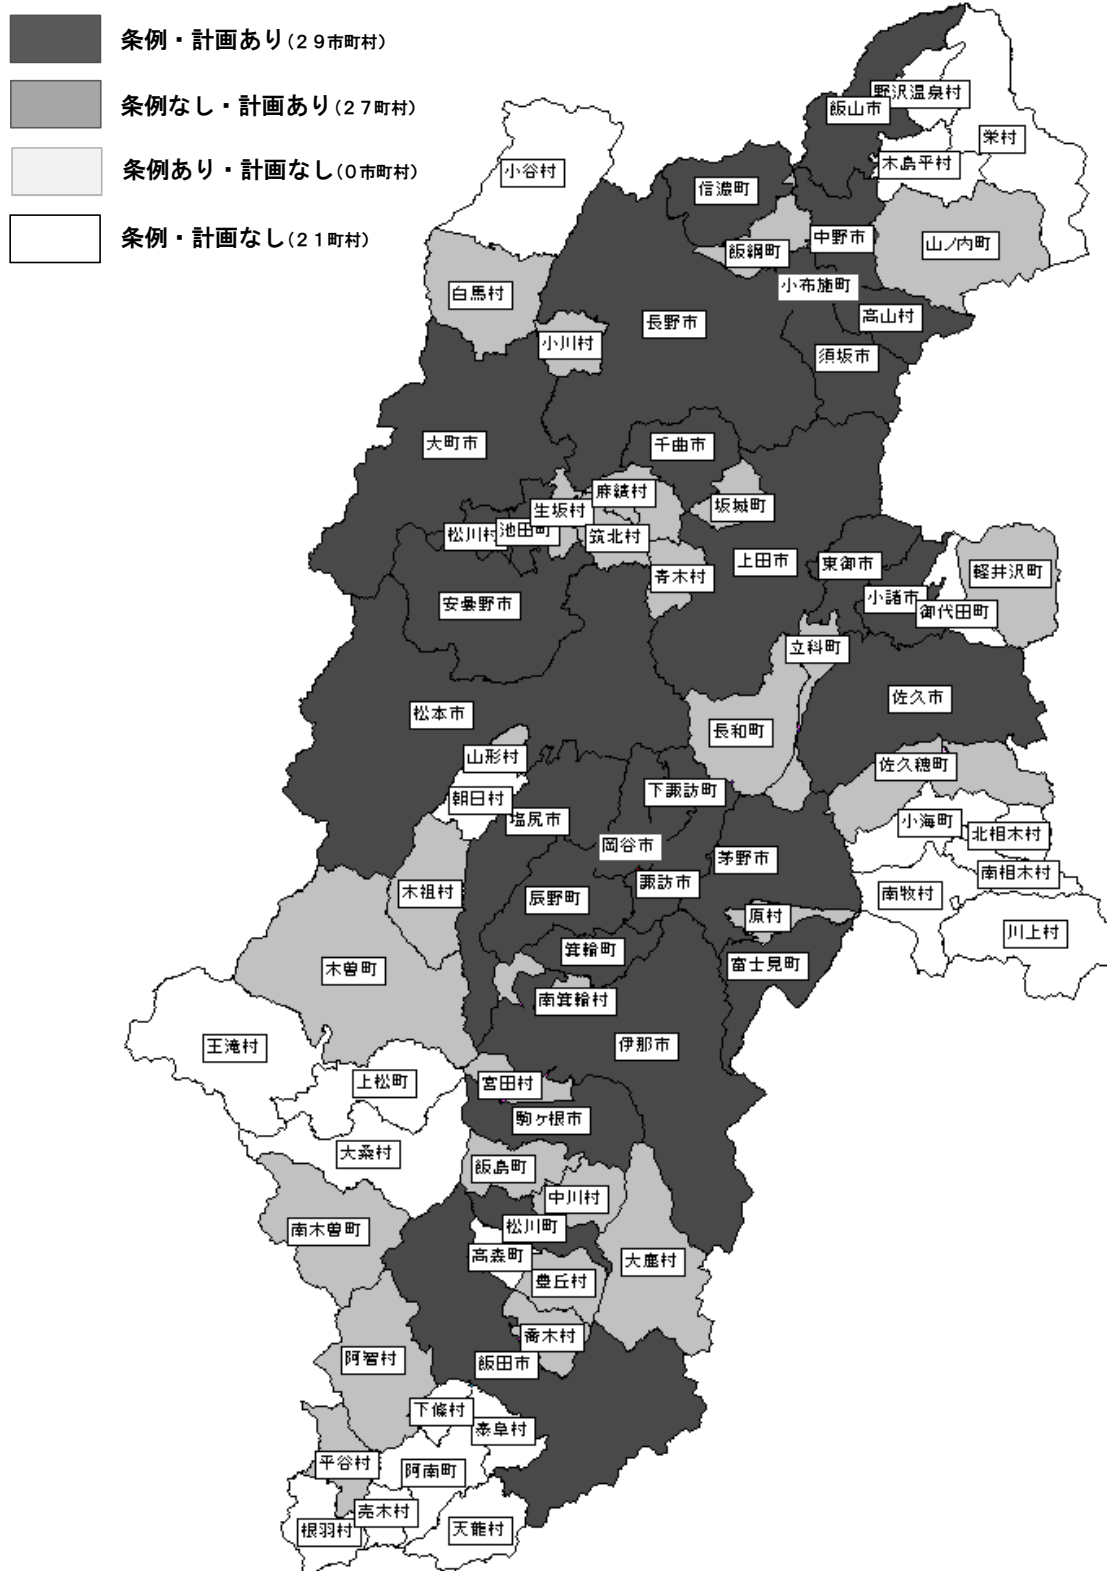 条例・計画あり(29市町村)
条例なし・計画あり(27町村)
条例あり・計画なし(0市町村)
条例・計画なし(21町村)
野沢温泉村
飯山市
栄村
木島平村
小谷村
信濃町
中野市
山ノ内町
飯綱町
小布施町
白馬村
高山村
長野市
小川村
須坂市
大町市
千曲市
麻績村
坂城町
生坂村
松川村
池田町
筑北村
上田市
東御市
軽井沢町
青木村
小諸市
安曇野市
御代田町
立科町
佐久市
松本市
長和町
山形村
佐久穂町
下諏訪町
朝日村
塩尻市
小海町
北相木村
岡谷市
茅野市
南相木村
諏訪市
木祖村
辰野町
南牧村
原村
川上村
箕輪町
富士見町
木曽町
南箕輪村
王滝村
伊那市
上松町
宮田村
駒ヶ根市
大桑村
飯島町
中川村
南木曽町
松川町
高森町
大鹿村
豊丘村
喬木村
阿智村
飯田市
下條村
泰阜村
平谷村
阿南町
売木村
根羽村
天龍村